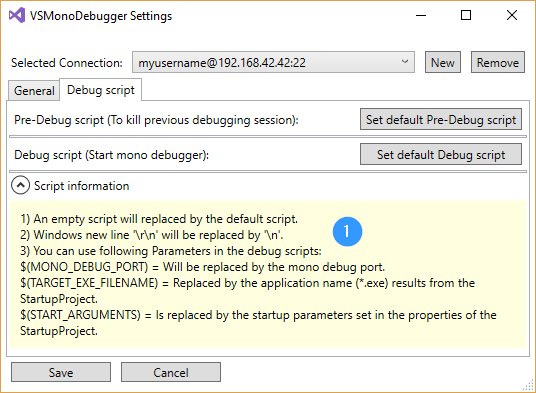 VSMonoDebugger Settings
Selected Connection: myusername@192.168.42.42:22 New Remove
General Debug script
Pre-Debug script (To kill previous debugging session): Set default Pre-Debug script
Debug script (Start mono debugger): Set default Debug script
Script information
1) An empty script will replaced by the default script.
2) Windows new line '\r\n' will be replaced by '\n'.
1
3) You can use following Parameters in the debug scripts:
$(MONO_DEBUG_PORT) = Will be replaced by the mono debug port.
$(TARGET_EXE_FILENAME) = Replaced by the application name (*.exe) results from the
StartupProject.
$(START_ARGUMENTS) = Is replaced by the startup parameters set in the properties of the
StartupProject.
Save Cancel